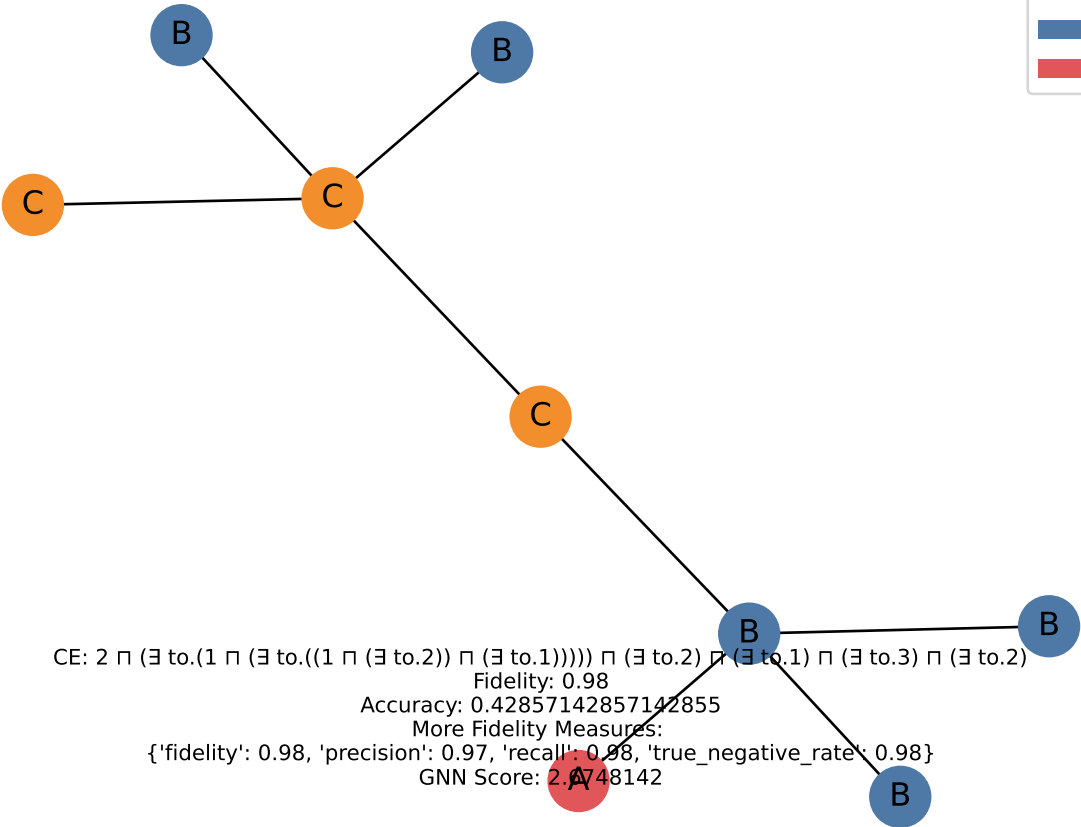 B
B
C
C
C
B
B
CE: 2 ⊓ (∃ to.(1 ⊓ (∃ to.((1 ⊓ (∃ to.2)) ⊓ (∃ to.1))))) ⊓ (∃ to.2) ⊓ (∃ to.1) ⊓ (∃ to.3) ⊓ (∃ to.2)
Fidelity: 0.98
Accuracy: 0.42857142857142855
More Fidelity Measures:
{'fidelity': 0.98, 'precision': 0.97, 'recall': 0.98, 'true_negative_rate': 0.98}
GNN Score: 2.6748142
A
B